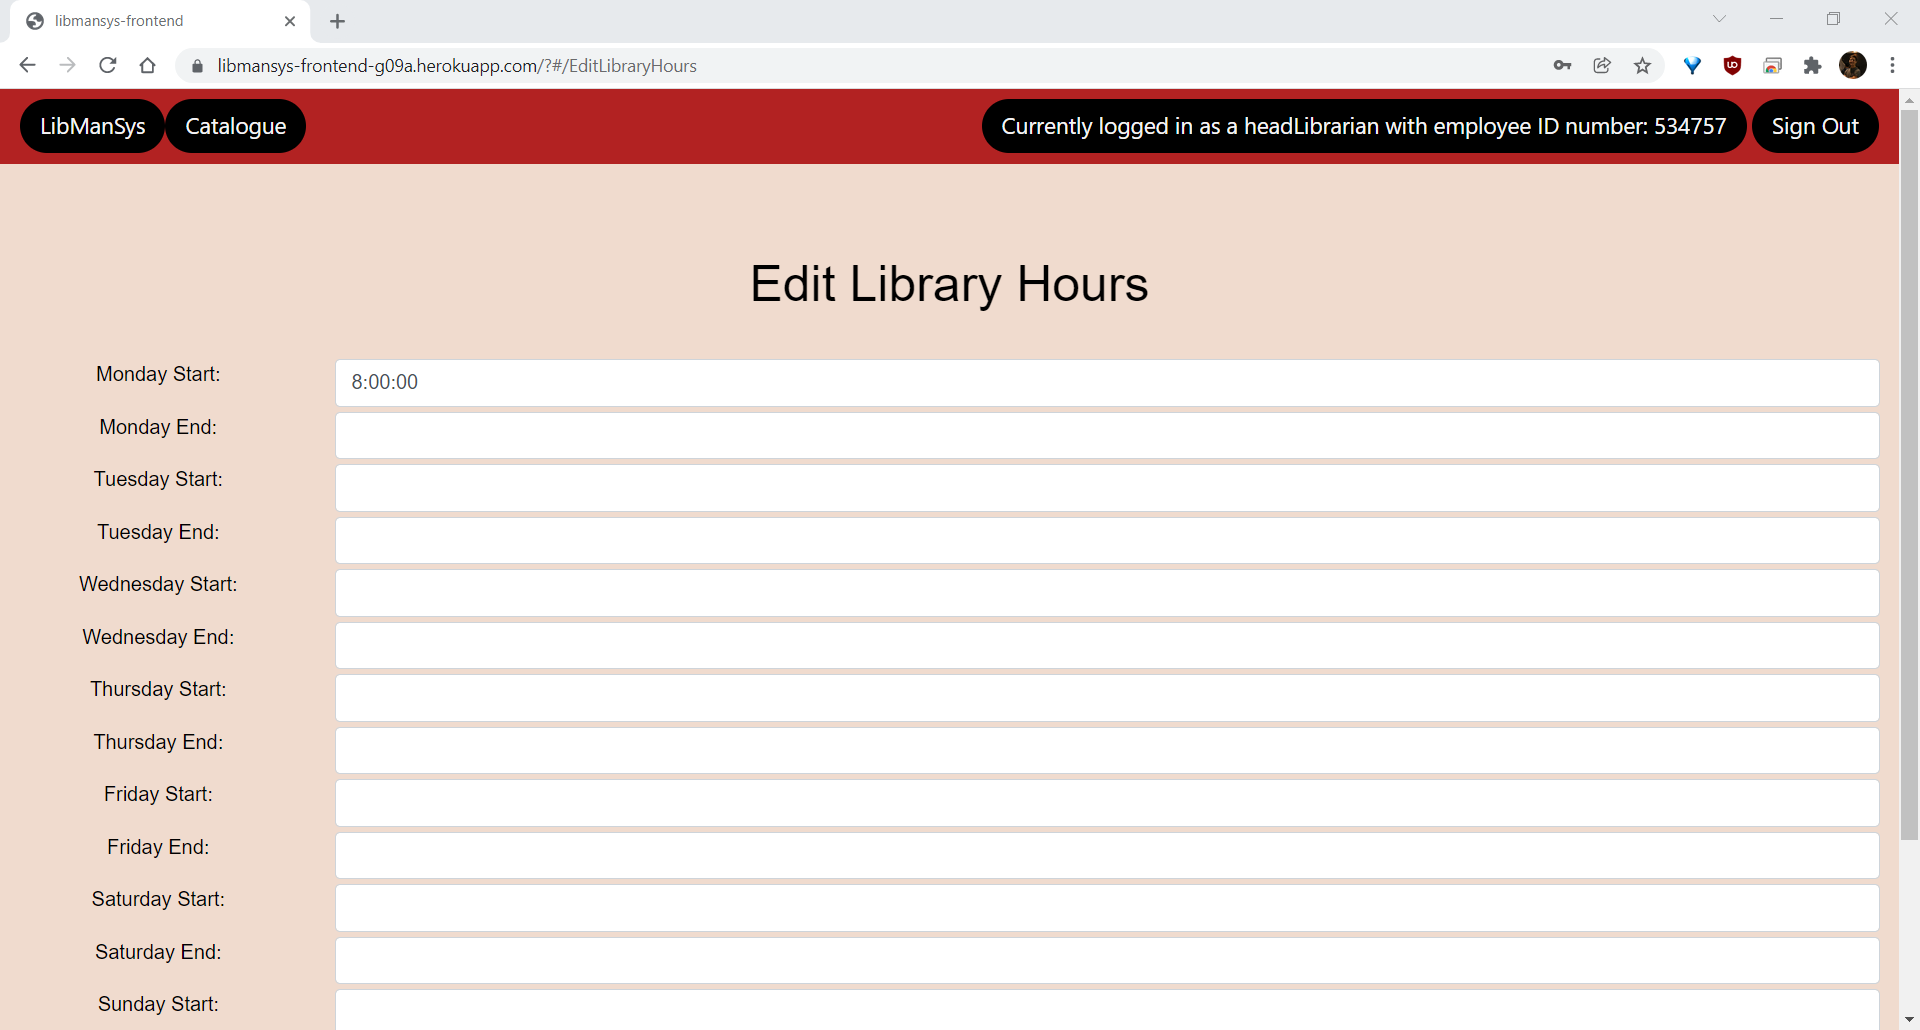 libmansys-frontend
libmansys-frontend-g09a.herokuapp.com/?#/EditLibraryHours
LibManSys Catalogue Currently logged in as a headLibrarian with employee ID number: 534757 Sign Out
Edit Library Hours
Monday Start: 8:00:00
Monday End:
Tuesday Start:
Tuesday End:
Wednesday Start:
Wednesday End:
Thursday Start:
Thursday End:
Friday Start:
Friday End:
Saturday Start:
Saturday End:
Sunday Start: